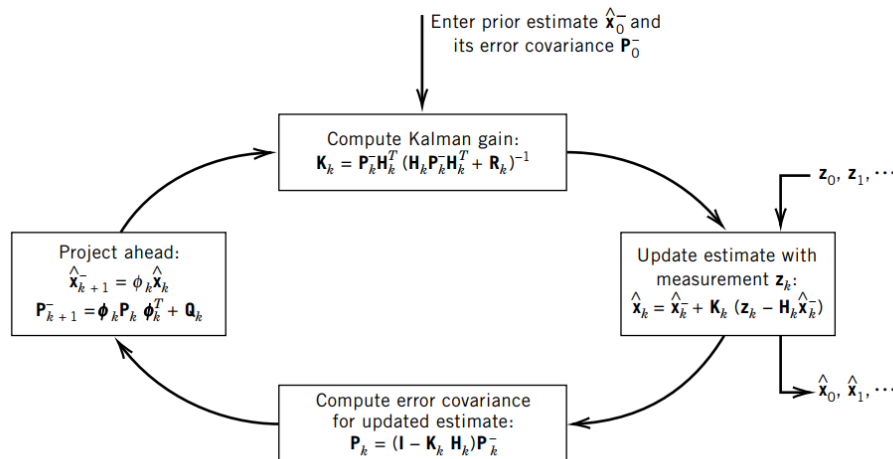 Enter prior estimate x̂₀⁻ and
its error covariance P₀⁻
Compute Kalman gain:
Kₖ = Pₖ⁻Hₖᵀ (HₖPₖ⁻Hₖᵀ + Rₖ)⁻¹
z₀, z₁, ···
Update estimate with
measurement zₖ:
x̂ₖ = x̂ₖ⁻ + Kₖ (zₖ − Hₖx̂ₖ⁻)
x̂₀, x̂₁, ···
Compute error covariance
for updated estimate:
Pₖ = (I − Kₖ Hₖ)Pₖ⁻
Project ahead:
x̂ₖ₊₁⁻ = ϕₖx̂ₖ
Pₖ₊₁⁻ = ϕₖPₖ ϕₖᵀ + Qₖ